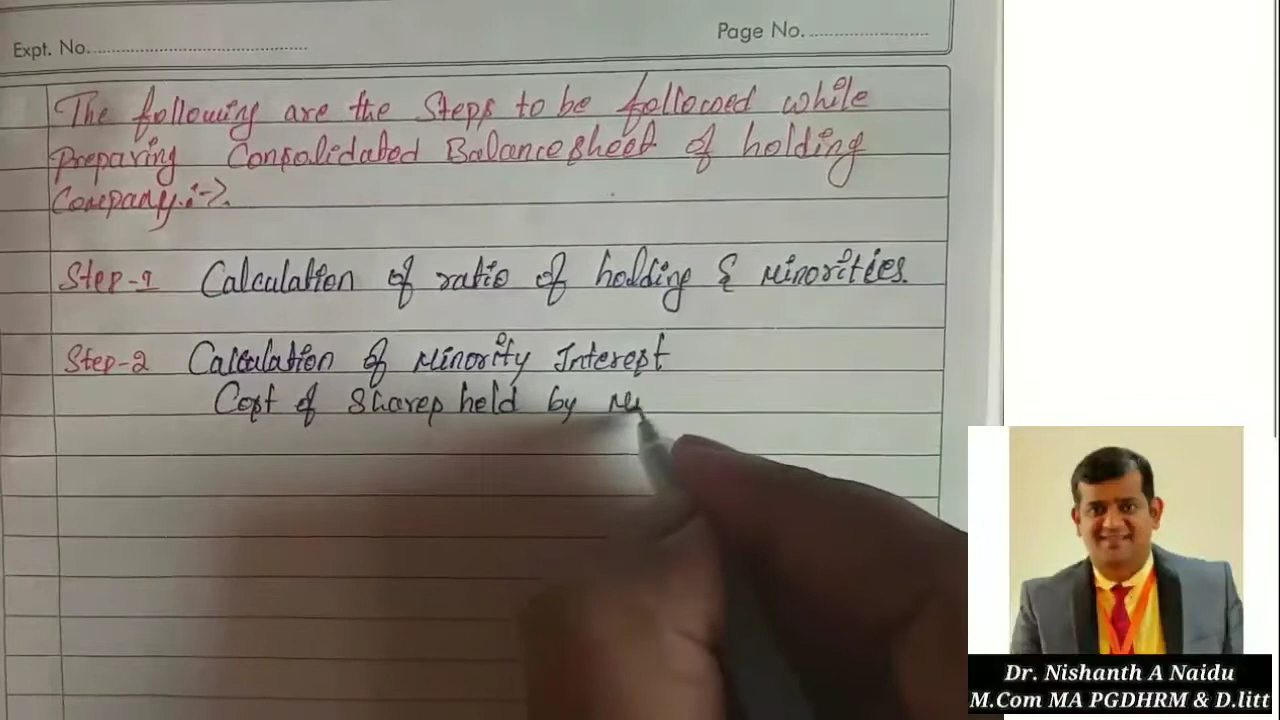 Expt. No.
Page No.
The following are the Steps to be followed while
Preparing Consolidated Balancesheet of holding
Company:->.
Step-1 Calculation of ratio of holding & Minorities.
Step-2 Calculation of Minority Interest
Cost of Shares held by
Dr. Nishanth A Naidu
M.Com MA PGDHRM & D.litt